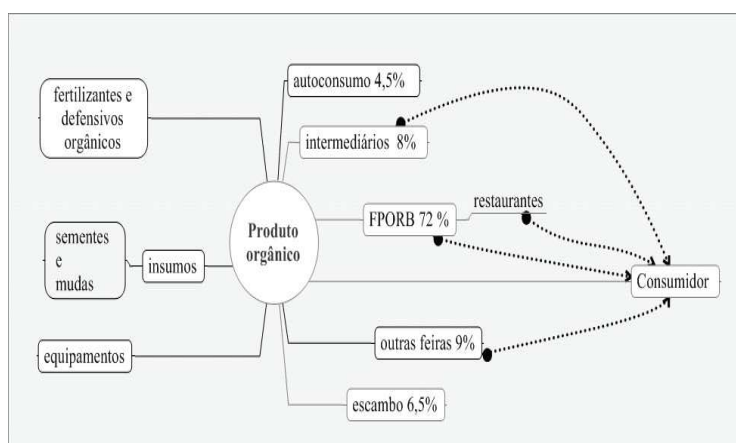 fertilizantes e
defensivos
orgânicos
sementes
e
mudas
insumos
equipamentos
Produto
orgânico
autoconsumo 4,5%
intermediários 8%
FPORB 72 %
restaurantes
Consumidor
outras feiras 9%
escambo 6,5%